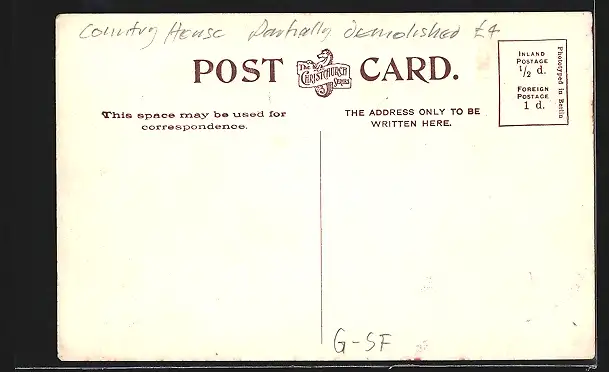 Country House Partially Demolished £4
POST CARD.
The
CHRISTCHURCH
SERIES
INLAND
POSTAGE
1/2 d.
FOREIGN
POSTAGE
1 d.
Phototyped in Berlin
This space may be used for
correspondence.
THE ADDRESS ONLY TO BE
WRITTEN HERE.
G-SF